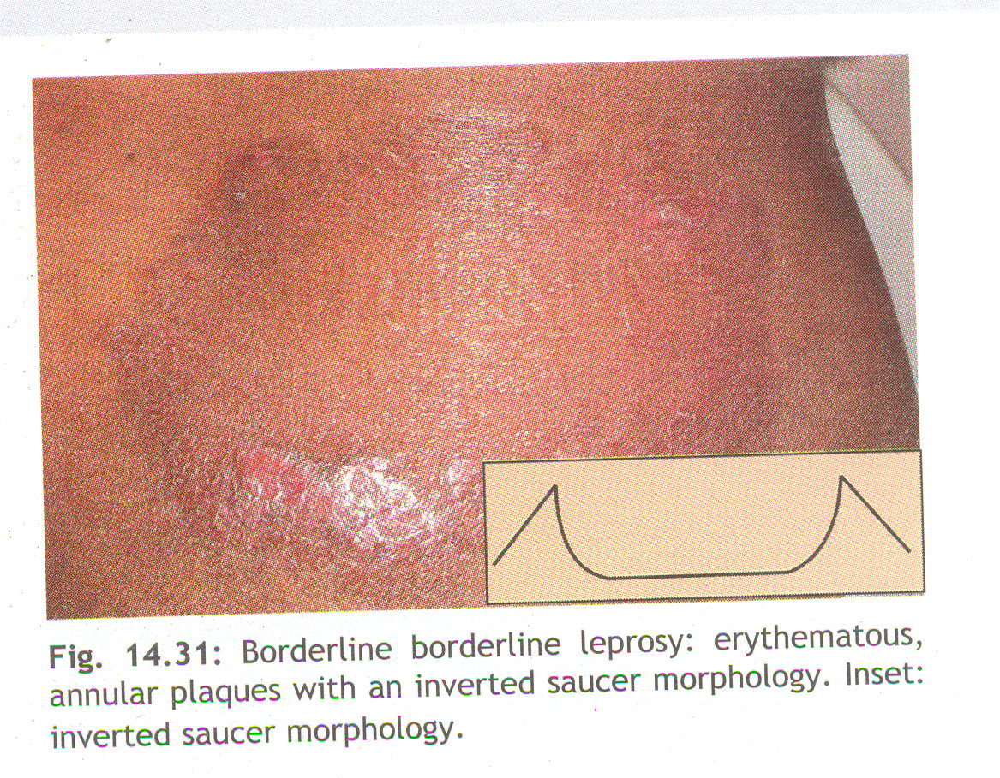 Fig. 14.31: Borderline borderline leprosy: erythematous,
annular plaques with an inverted saucer morphology. Inset:
inverted saucer morphology.